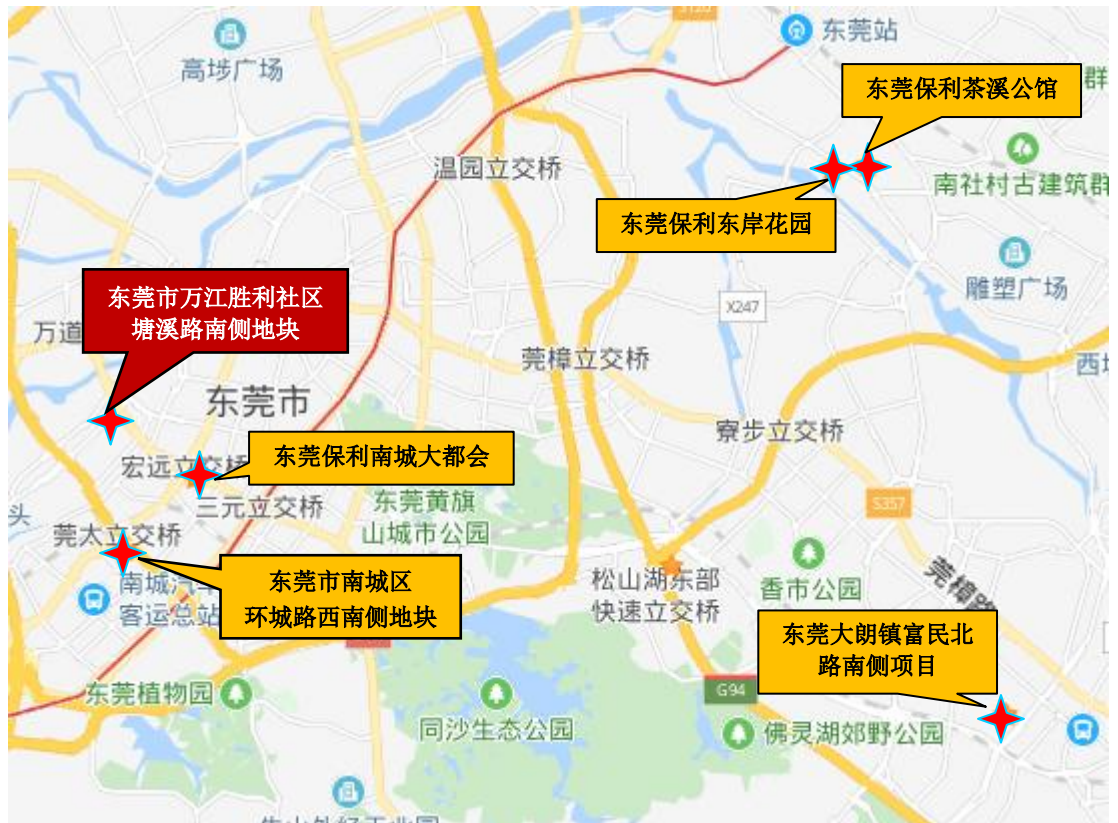 S120
东莞站
高埗广场
东莞保利茶溪公馆
群
温园立交桥
南社村古建筑群
东莞保利东岸花园
东莞市万江胜利社区
塘溪路南侧地块
雕塑广场
X247
万道
莞樟立交桥
西城
东莞市
寮步立交桥
东莞保利南城大都会
宏远立交桥
三元立交桥
东莞黄旗
山城市公园
S357
头
莞太立交桥
东莞市南城区
环城路西南侧地块
南城汽车
客运总站
松山湖东部
快速立交桥
香市公园
莞樟路
东莞大朗镇富民北
路南侧项目
东莞植物园
G94
同沙生态公园
佛灵湖郊野公园